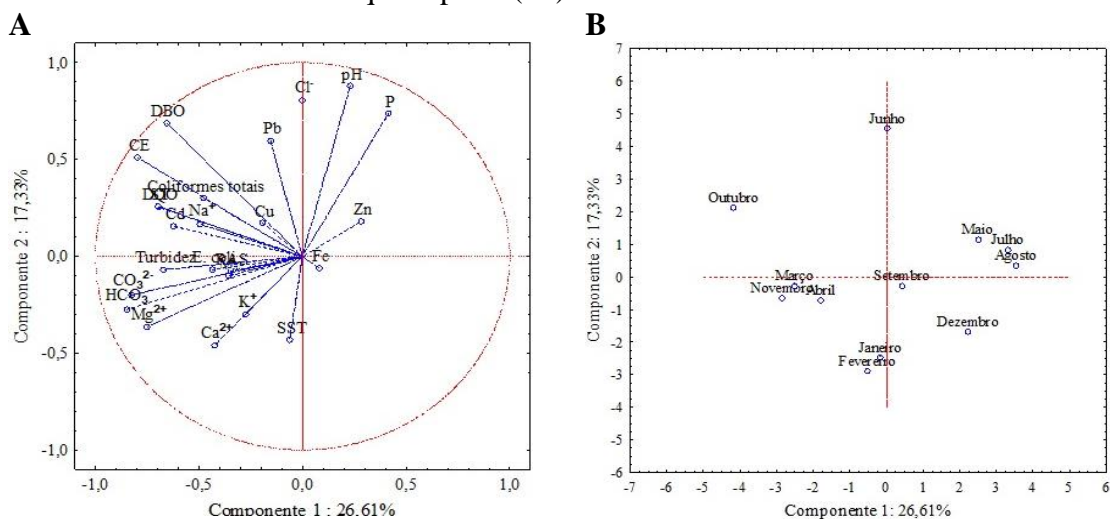 A
B
1,0
0,5
0,0
-0,5
-1,0
Componente 2 : 17,33%
Cl-
pH
P
DBO
Pb
CE
Coliformes totais
Cd
Na+
Cu
Zn
Turbidez
E. coli
RAS
Fe
CO₃²⁻
HCO₃⁻
Mg²⁺
K⁺
Ca²⁺
SST
-1,0 -0,5 0,0 0,5 1,0
Componente 1 : 26,61%
7
6
5
4
3
2
1
0
-1
-2
-3
-4
-5
-6
Componente 2: 17,33%
Junho
Outubro
Maio
Julho
Agosto
Março
Setembro
Novembro
Abril
Dezembro
Janeiro
Fevereiro
-7 -6 -5 -4 -3 -2 -1 0 1 2 3 4 5 6
Componente 1: 26,61%